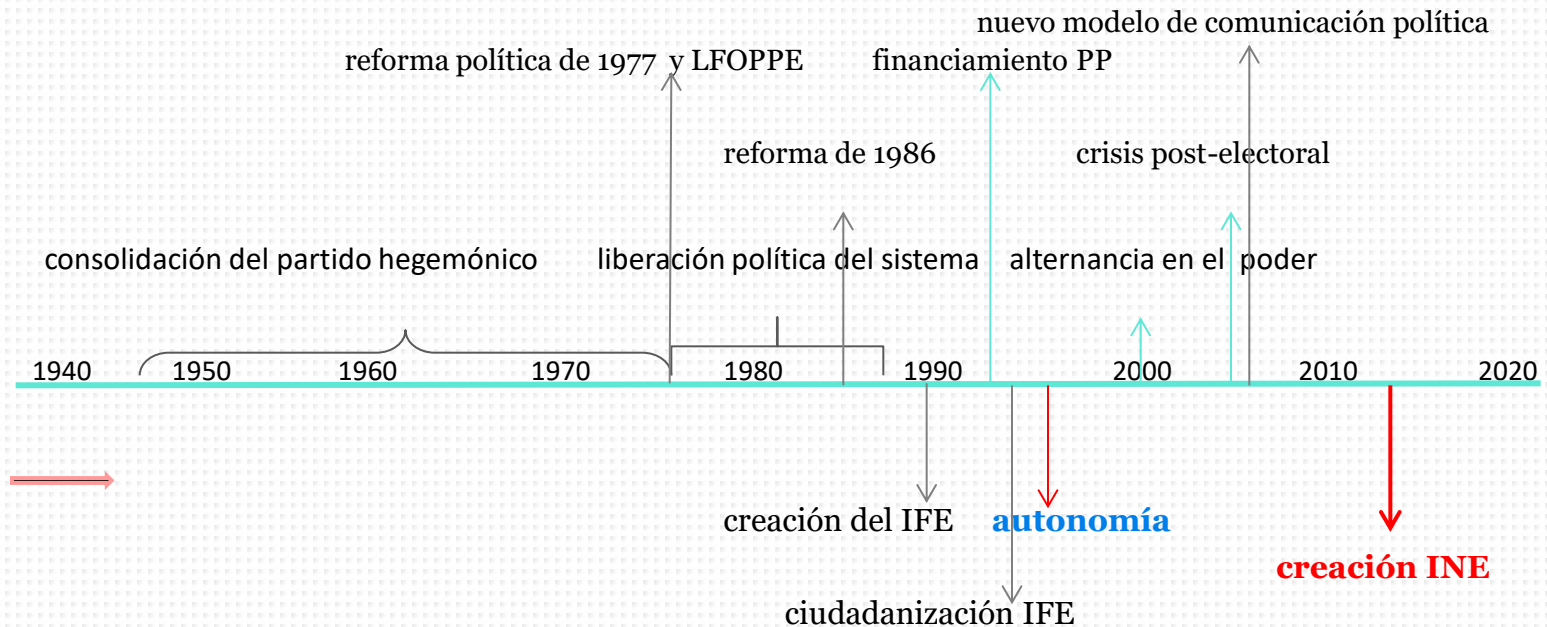 nuevo modelo de comunicación política
reforma política de 1977 y LFOPPE
financiamiento PP
reforma de 1986
crisis post-electoral
consolidación del partido hegemónico
liberación política del sistema
alternancia en el poder
1940 1950 1960 1970 1980 1990 2000 2010 2020
creación del IFE
autonomía
creación INE
ciudadanización IFE